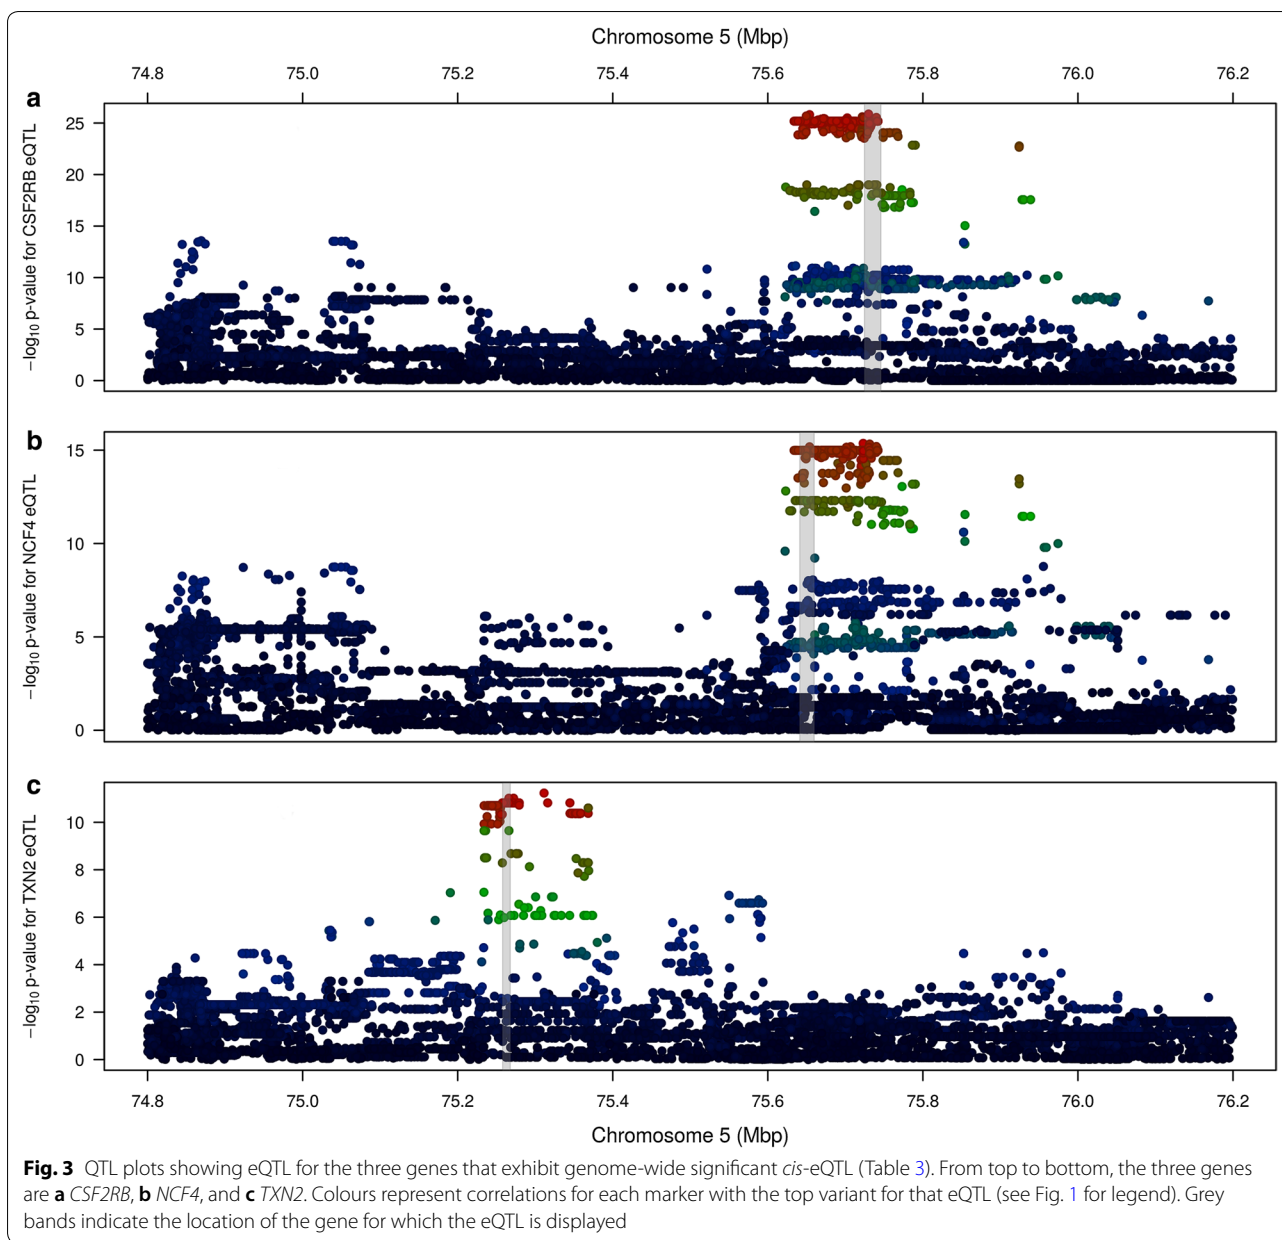 Chromosome 5 (Mbp)
74.8 75.0 75.2 75.4 75.6 75.8 76.0 76.2
a
−log10 p-value for CSF2RB eQTL
25
20
15
10
5
0
b
−log10 p-value for NCF4 eQTL
15
10
5
0
c
−log10 p-value for TXN2 eQTL
10
8
6
4
2
0
74.8 75.0 75.2 75.4 75.6 75.8 76.0 76.2
Chromosome 5 (Mbp)
Fig. 3 QTL plots showing eQTL for the three genes that exhibit genome-wide significant cis-eQTL (Table 3). From top to bottom, the three genes
are a CSF2RB, b NCF4, and c TXN2. Colours represent correlations for each marker with the top variant for that eQTL (see Fig. 1 for legend). Grey
bands indicate the location of the gene for which the eQTL is displayed